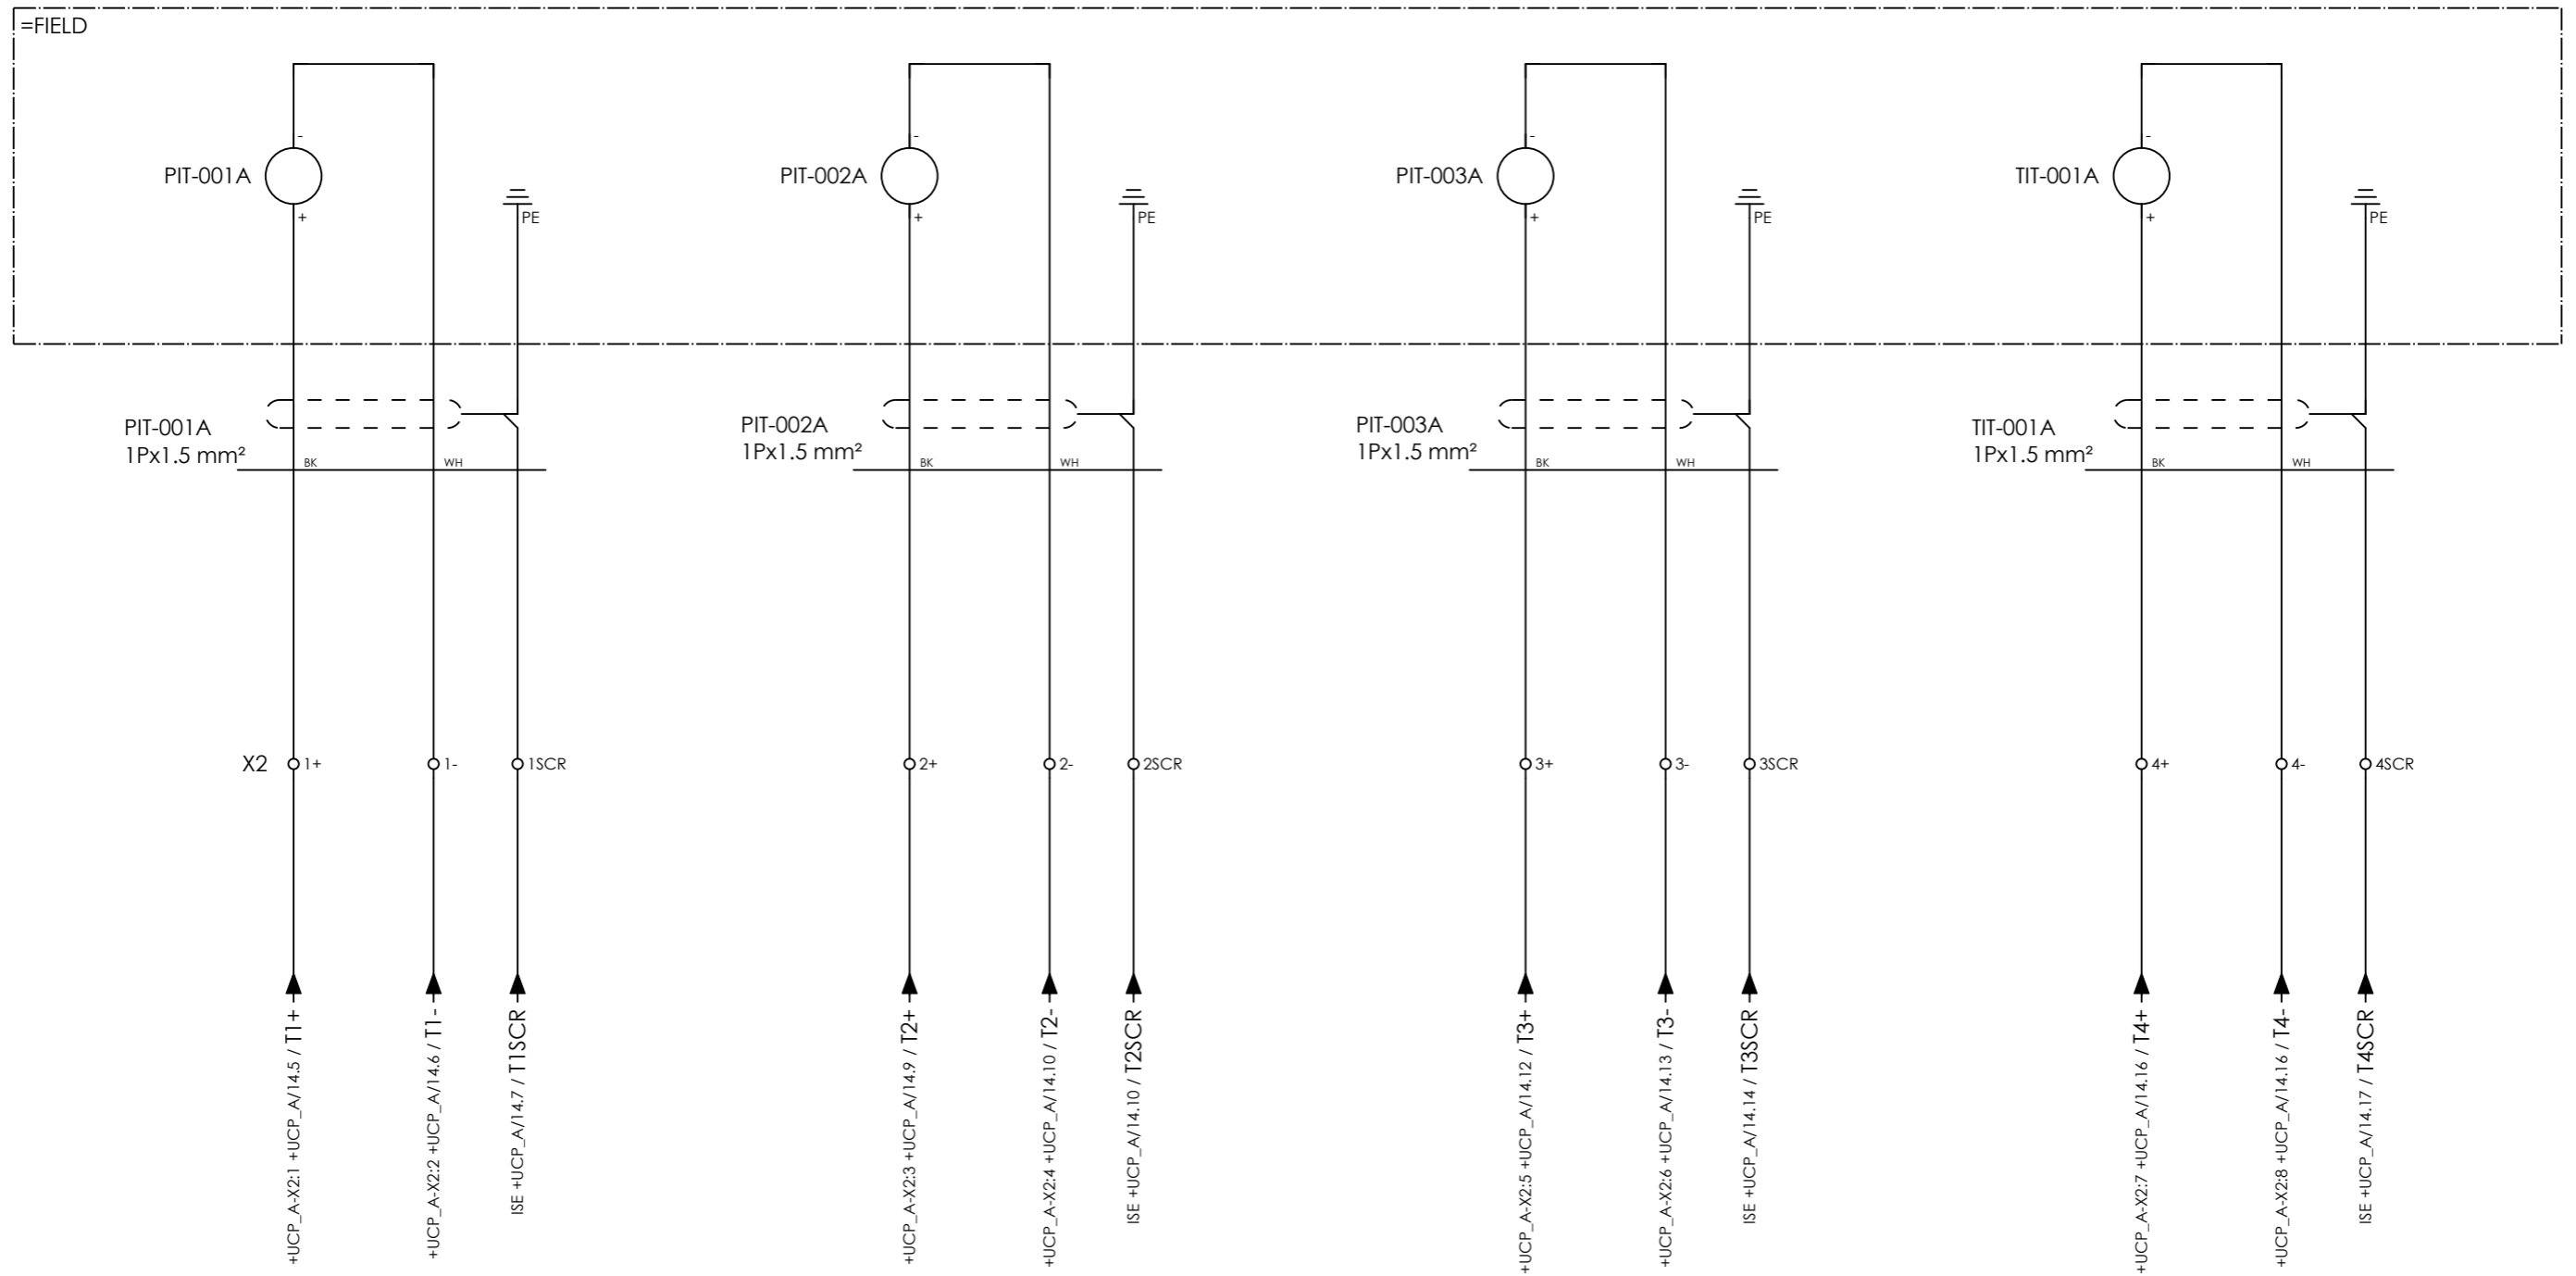 =FIELD
-
PIT-001A
+
PE
-
PIT-002A
+
PE
-
PIT-003A
+
PE
-
TIT-001A
+
PE
PIT-001A
1Px1.5 mm²
BK
WH
PIT-002A
1Px1.5 mm²
BK
WH
PIT-003A
1Px1.5 mm²
BK
WH
TIT-001A
1Px1.5 mm²
BK
WH
X2
1+
1-
1SCR
2+
2-
2SCR
3+
3-
3SCR
4+
4-
4SCR
+UCP_A-X2:1 +UCP_A/14.5 / T1+
+UCP_A-X2:2 +UCP_A/14.6 / T1-
ISE +UCP_A/14.7 / T1SCR
+UCP_A-X2:3 +UCP_A/14.9 / T2+
+UCP_A-X2:4 +UCP_A/14.10 / T2-
ISE +UCP_A/14.10 / T2SCR
+UCP_A-X2:5 +UCP_A/14.12 / T3+
+UCP_A-X2:6 +UCP_A/14.13 / T3-
ISE +UCP_A/14.14 / T3SCR
+UCP_A-X2:7 +UCP_A/14.16 / T4+
+UCP_A-X2:8 +UCP_A/14.16 / T4-
ISE +UCP_A/14.17 / T4SCR